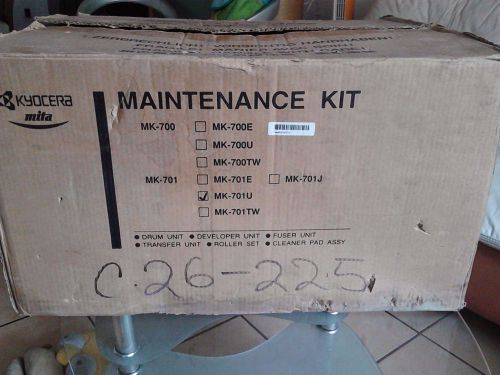 KYOCERA
mita
MAINTENANCE KIT
MK-700 MK-700E
MK-700U
MK-700TW
MK-701 MK-701E MK-701J
MK-701U
MK-701TW
• DRUM UNIT • DEVELOPER UNIT • FUSER UNIT
• TRANSFER UNIT • ROLLER SET • CLEANER PAD ASSY
C.26-225